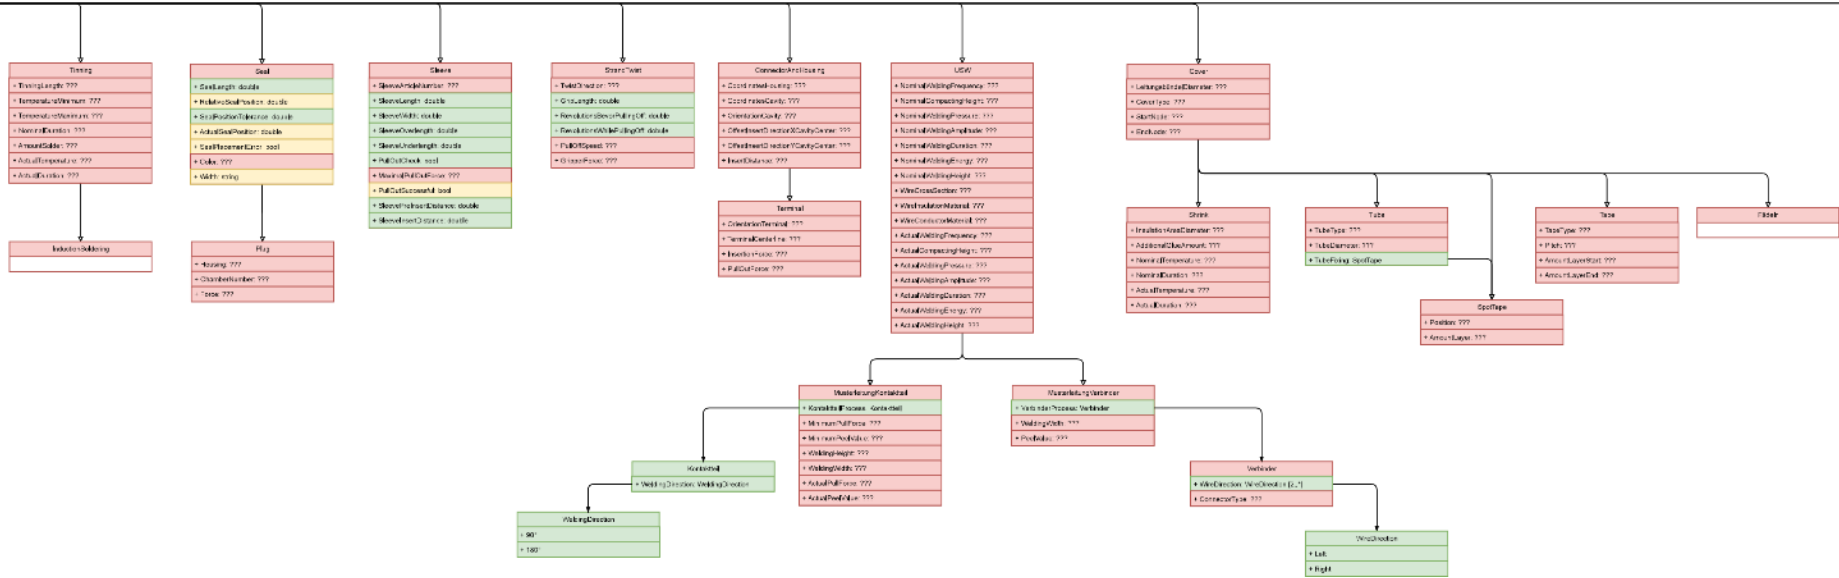 Tinning
+ TinningLength: ???
+ TemperatureMinimum: ???
+ TemperatureMaximum: ???
+ NominalDuration: ???
+ AmountSolder: ???
+ ActualTemperature: ???
+ ActualDuration: ???
InductionSoldering
Seal
+ SealLength: double
+ RelativeSealPosition: double
+ SealPositionTolerance: double
+ ActualSealPosition: double
+ SealPlacementError: bool
+ Color: ???
+ Width: string
Plug
+ Housing: ???
+ ChamberNumber: ???
+ Force: ???
Sleeve
+ SleeveArticleNumber: ???
+ SleeveLength: double
+ SleeveWidth: double
+ SleeveOverlength: double
+ SleeveUnderlength: double
+ PullOutCheck: bool
+ MaximalPullOutForce: ???
+ PullOutSuccessful: bool
+ SleevePreInsertDistance: double
+ SleeveInsertDistance: double
StrandTwist
+ TwistDirection: ???
+ GripLength: double
+ RevolutionsBevorPullingOff: double
+ RevolutionsWhilePullingOff: dobule
+ PullOffSpeed: ???
+ GripperForce: ???
ConnectorAndHousing
+ CoordinatesHousing: ???
+ CoordinatesCavity: ???
+ OrientationCavity: ???
+ OffsetInsertDirectionXCavityCenter: ???
+ OffsetInsertDirectionYCavityCenter: ???
+ InsertDistance: ???
Terminal
+ OrientationTerminal: ???
+ TerminalCenterline: ???
+ InsertionForce: ???
+ PullOutForce: ???
USW
+ NominalWeldingFrequency: ???
+ NominalCompactingHeight: ???
+ NominalWeldingPressure: ???
+ NominalWeldingAmplitude: ???
+ NominalWeldingDuration: ???
+ NominalWeldingEnergy: ???
+ NominalWeldingHeight: ???
+ WireCrossSection: ???
+ WireInsulationMaterial: ???
+ WireConductorMaterial: ???
+ ActualWeldingFrequency: ???
+ ActualCompactingHeight: ???
+ ActualWeldingPressure: ???
+ ActualWeldingAmplitude: ???
+ ActualWeldingDuration: ???
+ ActualWeldingEnergy: ???
+ ActualWeldingHeight: ???
MusterleitungKontaktteil
+ KontaktteilProcess: Kontaktteil
+ MinimumPullForce: ???
+ MinimumPeelValue: ???
+ WeldingHeight: ???
+ WeldingWidth: ???
+ ActualPullForce: ???
+ ActualPeelValue: ???
Kontaktteil
+ WeldingDirection: WeldingDirection
WeldingDirection
+ 90°
+ 180°
MusterleitungVerbinder
+ VerbinderProcess: Verbinder
+ WeldingWidth: ???
+ PeelValue: ???
Verbinder
+ WireDirection: WireDirection [2..*]
+ ConnectorType: ???
WireDirection
+ Left
+ Right
Cover
+ LeitungsbündelDiameter: ???
+ CoverType: ???
+ StartNode: ???
+ EndNode: ???
Shrink
+ InsulationAreaDiameter: ???
+ AdditionalGlueAmount: ???
+ NominalTemperature: ???
+ NominalDuration: ???
+ ActualTemperature: ???
+ ActualDuration: ???
Tube
+ TubeType: ???
+ TubeDiameter: ???
+ TubeFixing: SpotTape
SpotTape
+ Position: ???
+ AmountLayer: ???
Tape
+ TapeType: ???
+ Pitch: ???
+ AmountLayerStart: ???
+ AmountLayerEnd: ???